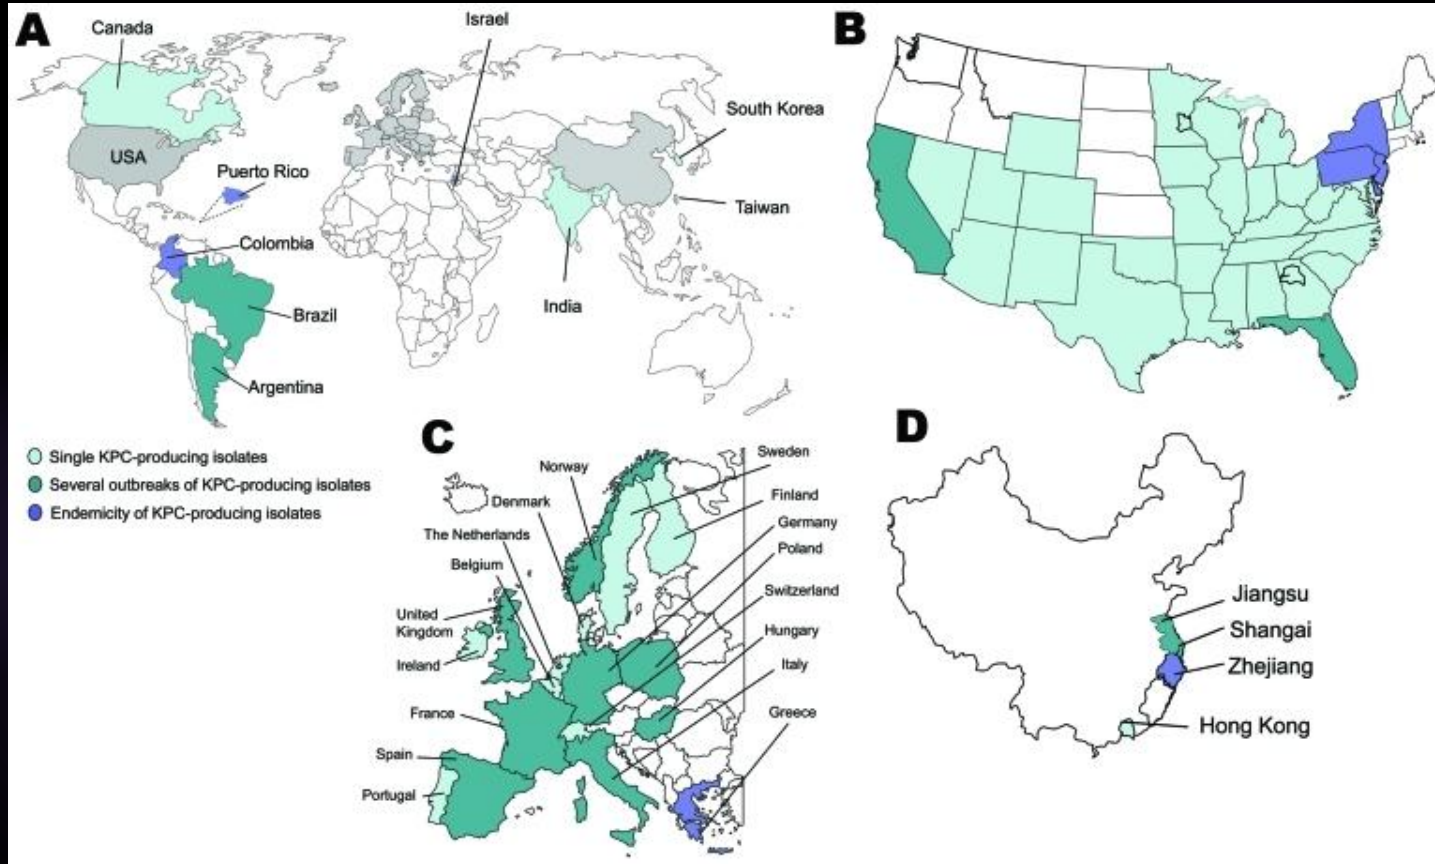 A
Canada
Israel
South Korea
USA
Puerto Rico
Taiwan
Colombia
India
Brazil
Argentina
Single KPC-producing isolates
Several outbreaks of KPC-producing isolates
Endemicity of KPC-producing isolates
B
C
Sweden
Norway
Finland
Denmark
Germany
The Netherlands
Poland
Belgium
Switzerland
United
Kingdom
Hungary
Ireland
Italy
France
Greece
Spain
Portugal
D
Jiangsu
Shangai
Zhejiang
Hong Kong